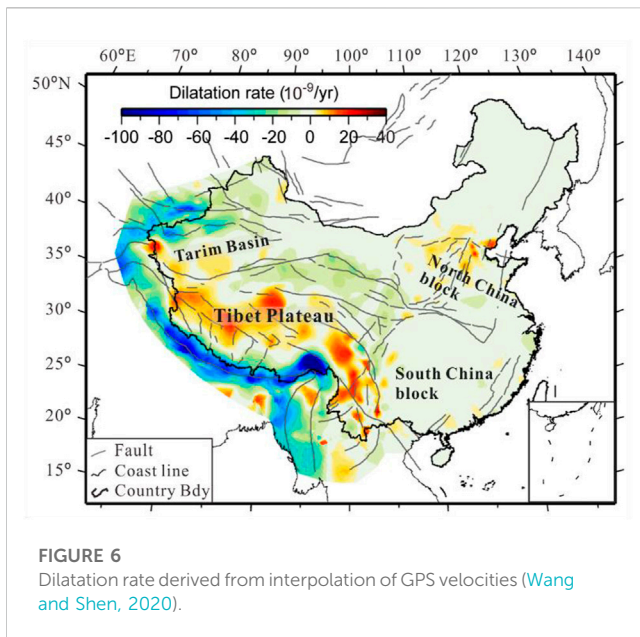 60°E 70° 80° 90° 100° 110° 120° 130° 140°
50°N
Dilatation rate (10⁻⁹/yr)
-100 -80 -60 -40 -20 0 20 40
45°
40°
35°
30°
25°
20°
15°
Tarim Basin
North China
block
Tibet Plateau
South China
block
Fault
Coast line
Country Bdy
FIGURE 6
Dilatation rate derived from interpolation of GPS velocities (Wang
and Shen, 2020).